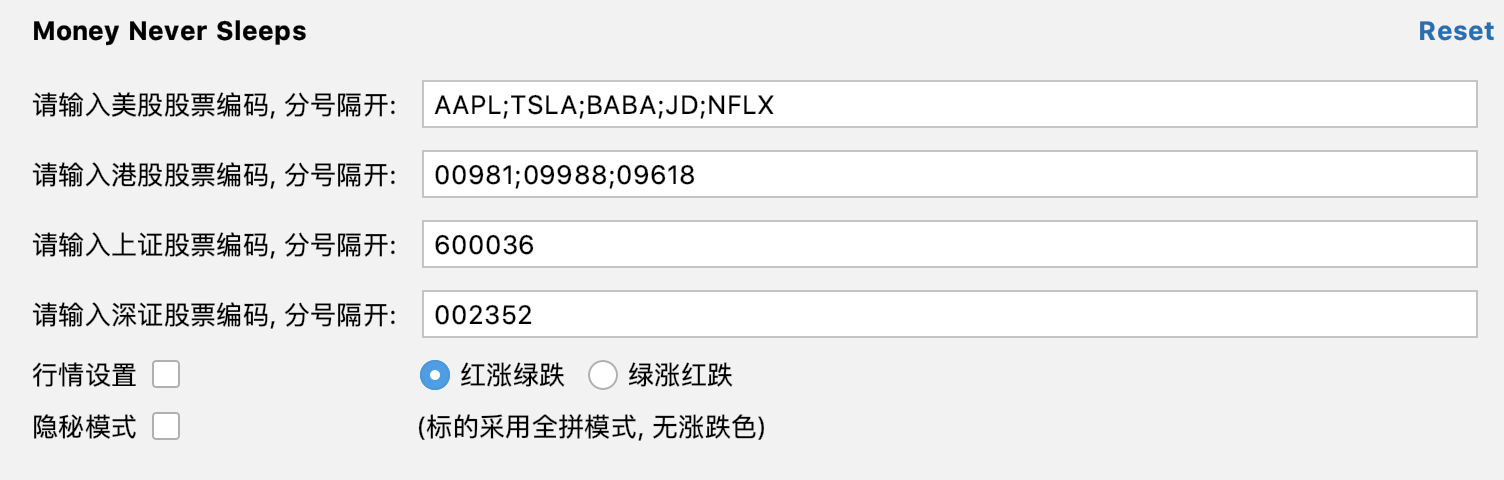 Money Never Sleeps Reset
请输入美股股票编码, 分号隔开: AAPL;TSLA;BABA;JD;NFLX
请输入港股股票编码, 分号隔开: 00981;09988;09618
请输入上证股票编码, 分号隔开: 600036
请输入深证股票编码, 分号隔开: 002352
行情设置 红涨绿跌 绿涨红跌
隐秘模式 (标的采用全拼模式, 无涨跌色)